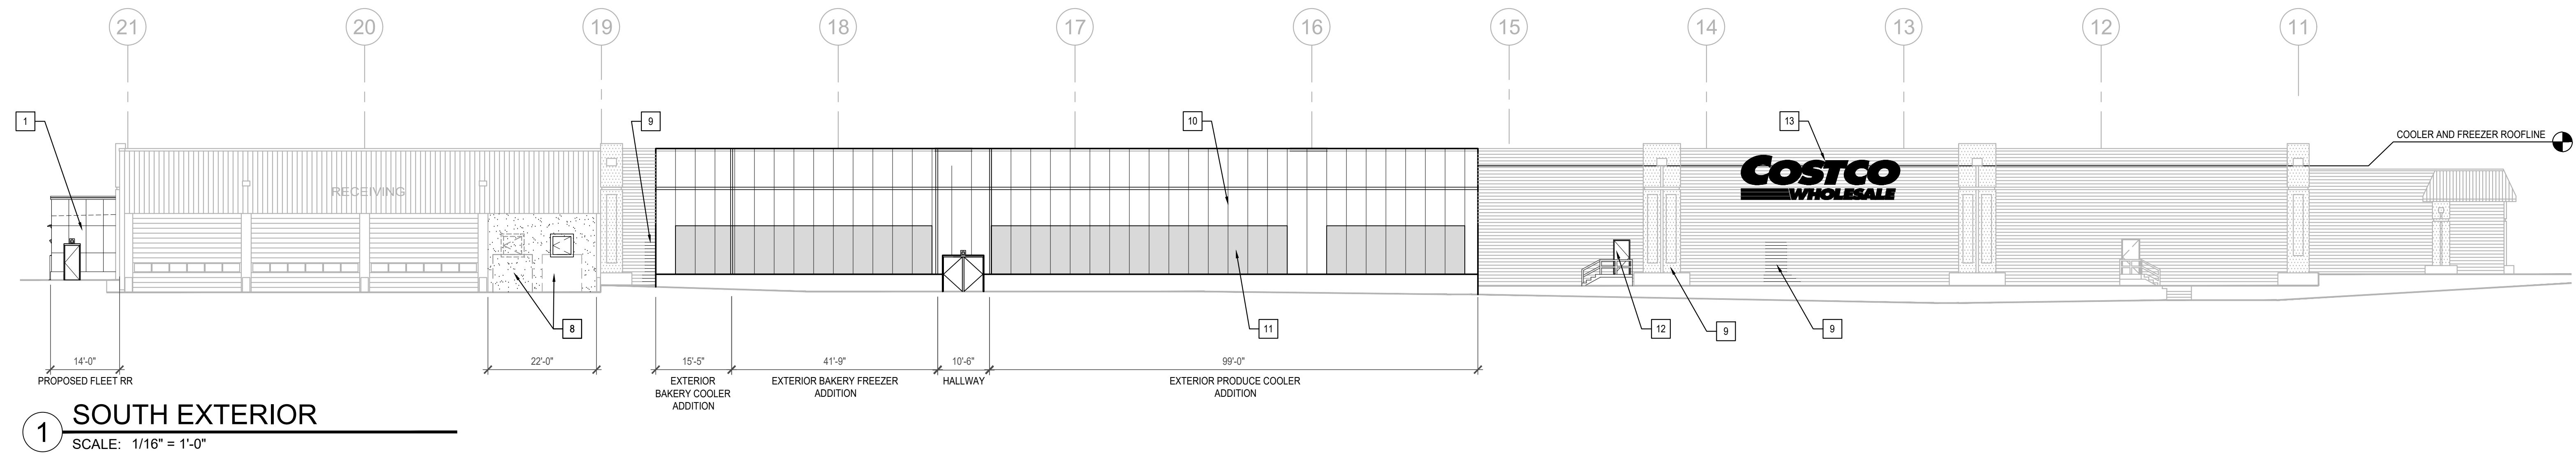 21
20
19
18
17
16
15
14
13
12
11
1
9
10
13
COOLER AND FREEZER ROOFLINE
RECEIVING
COSTCO
WHOLESALE
8
11
12
9
9
14'-0"
22'-0"
15'-5"
41'-9"
10'-6"
99'-0"
PROPOSED FLEET RR
EXTERIOR
BAKERY COOLER
ADDITION
EXTERIOR BAKERY FREEZER
ADDITION
HALLWAY
EXTERIOR PRODUCE COOLER
ADDITION
1
SOUTH EXTERIOR
SCALE: 1/16" = 1'-0"